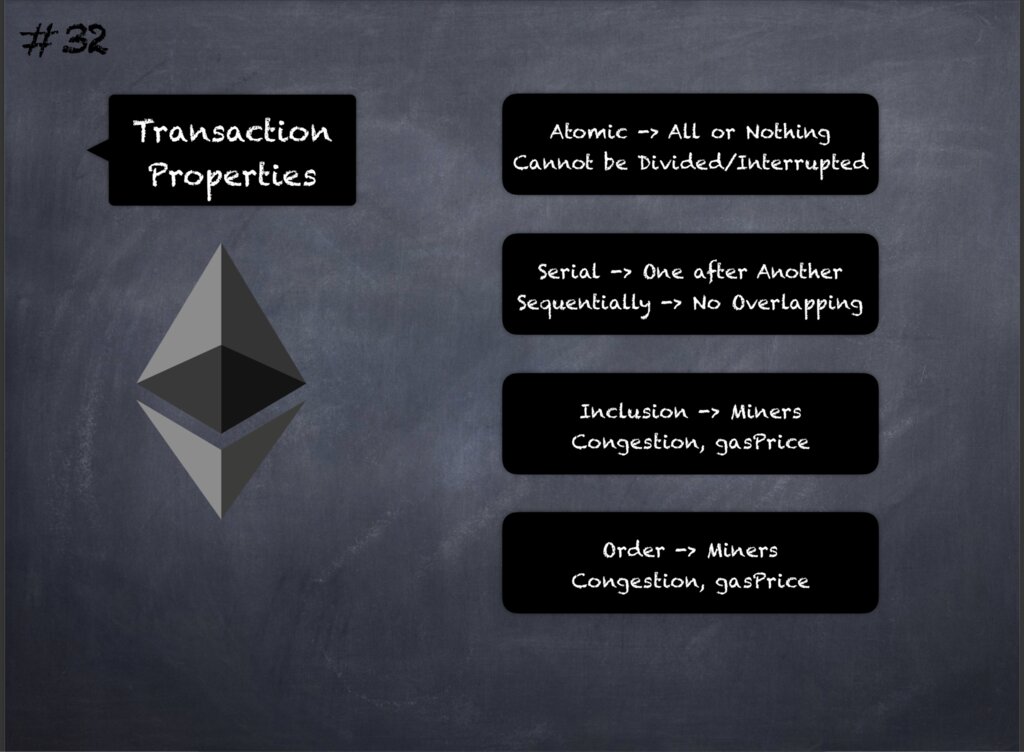 #32
Transaction
Properties
Atomic -> All or Nothing
Cannot be Divided/Interrupted
Serial -> One after Another
Sequentially -> No Overlapping
Inclusion -> Miners
Congestion, gasPrice
Order -> Miners
Congestion, gasPrice